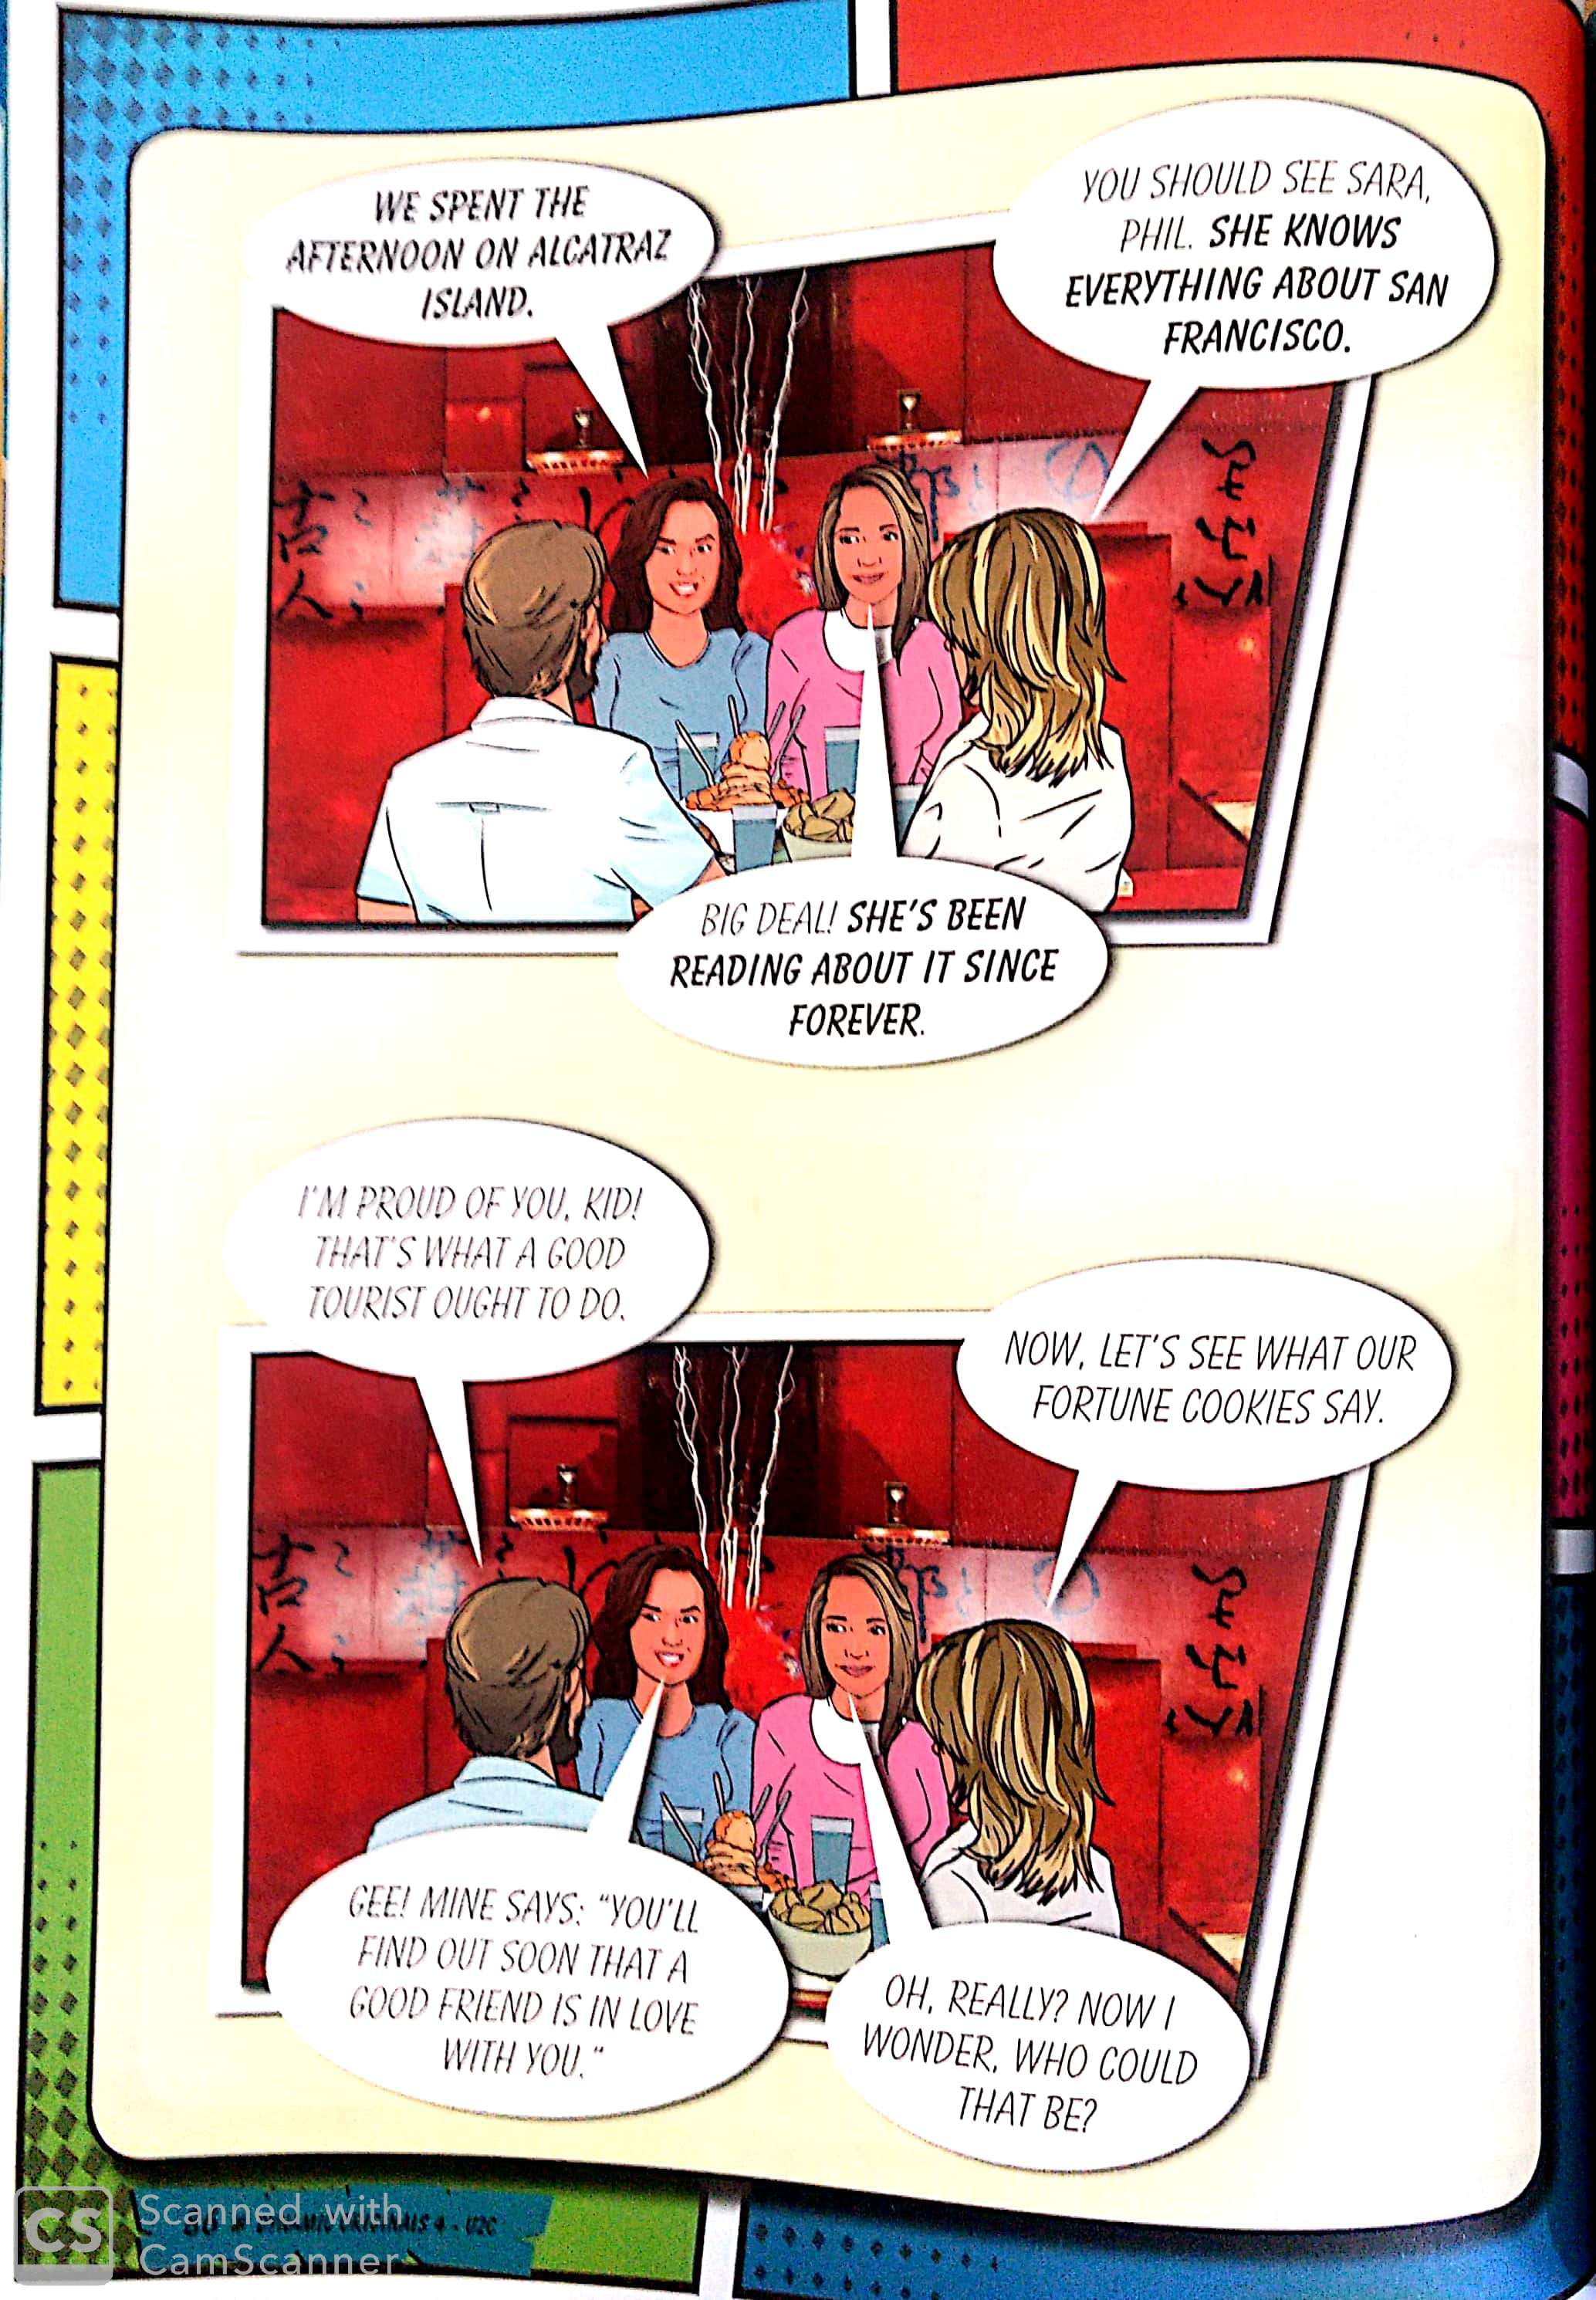 WE SPENT THE
AFTERNOON ON ALCATRAZ
ISLAND.
YOU SHOULD SEE SARA,
PHIL. SHE KNOWS
EVERYTHING ABOUT SAN
FRANCISCO.
BIG DEAL! SHE'S BEEN
READING ABOUT IT SINCE
FOREVER.
I'M PROUD OF YOU, KID!
THAT'S WHAT A GOOD
TOURIST OUGHT TO DO.
NOW, LET'S SEE WHAT OUR
FORTUNE COOKIES SAY.
GEE! MINE SAYS: "YOU'LL
FIND OUT SOON THAT A
GOOD FRIEND IS IN LOVE
WITH YOU."
OH, REALLY? NOW I
WONDER, WHO COULD
THAT BE?
CS Scanned with
CamScanner